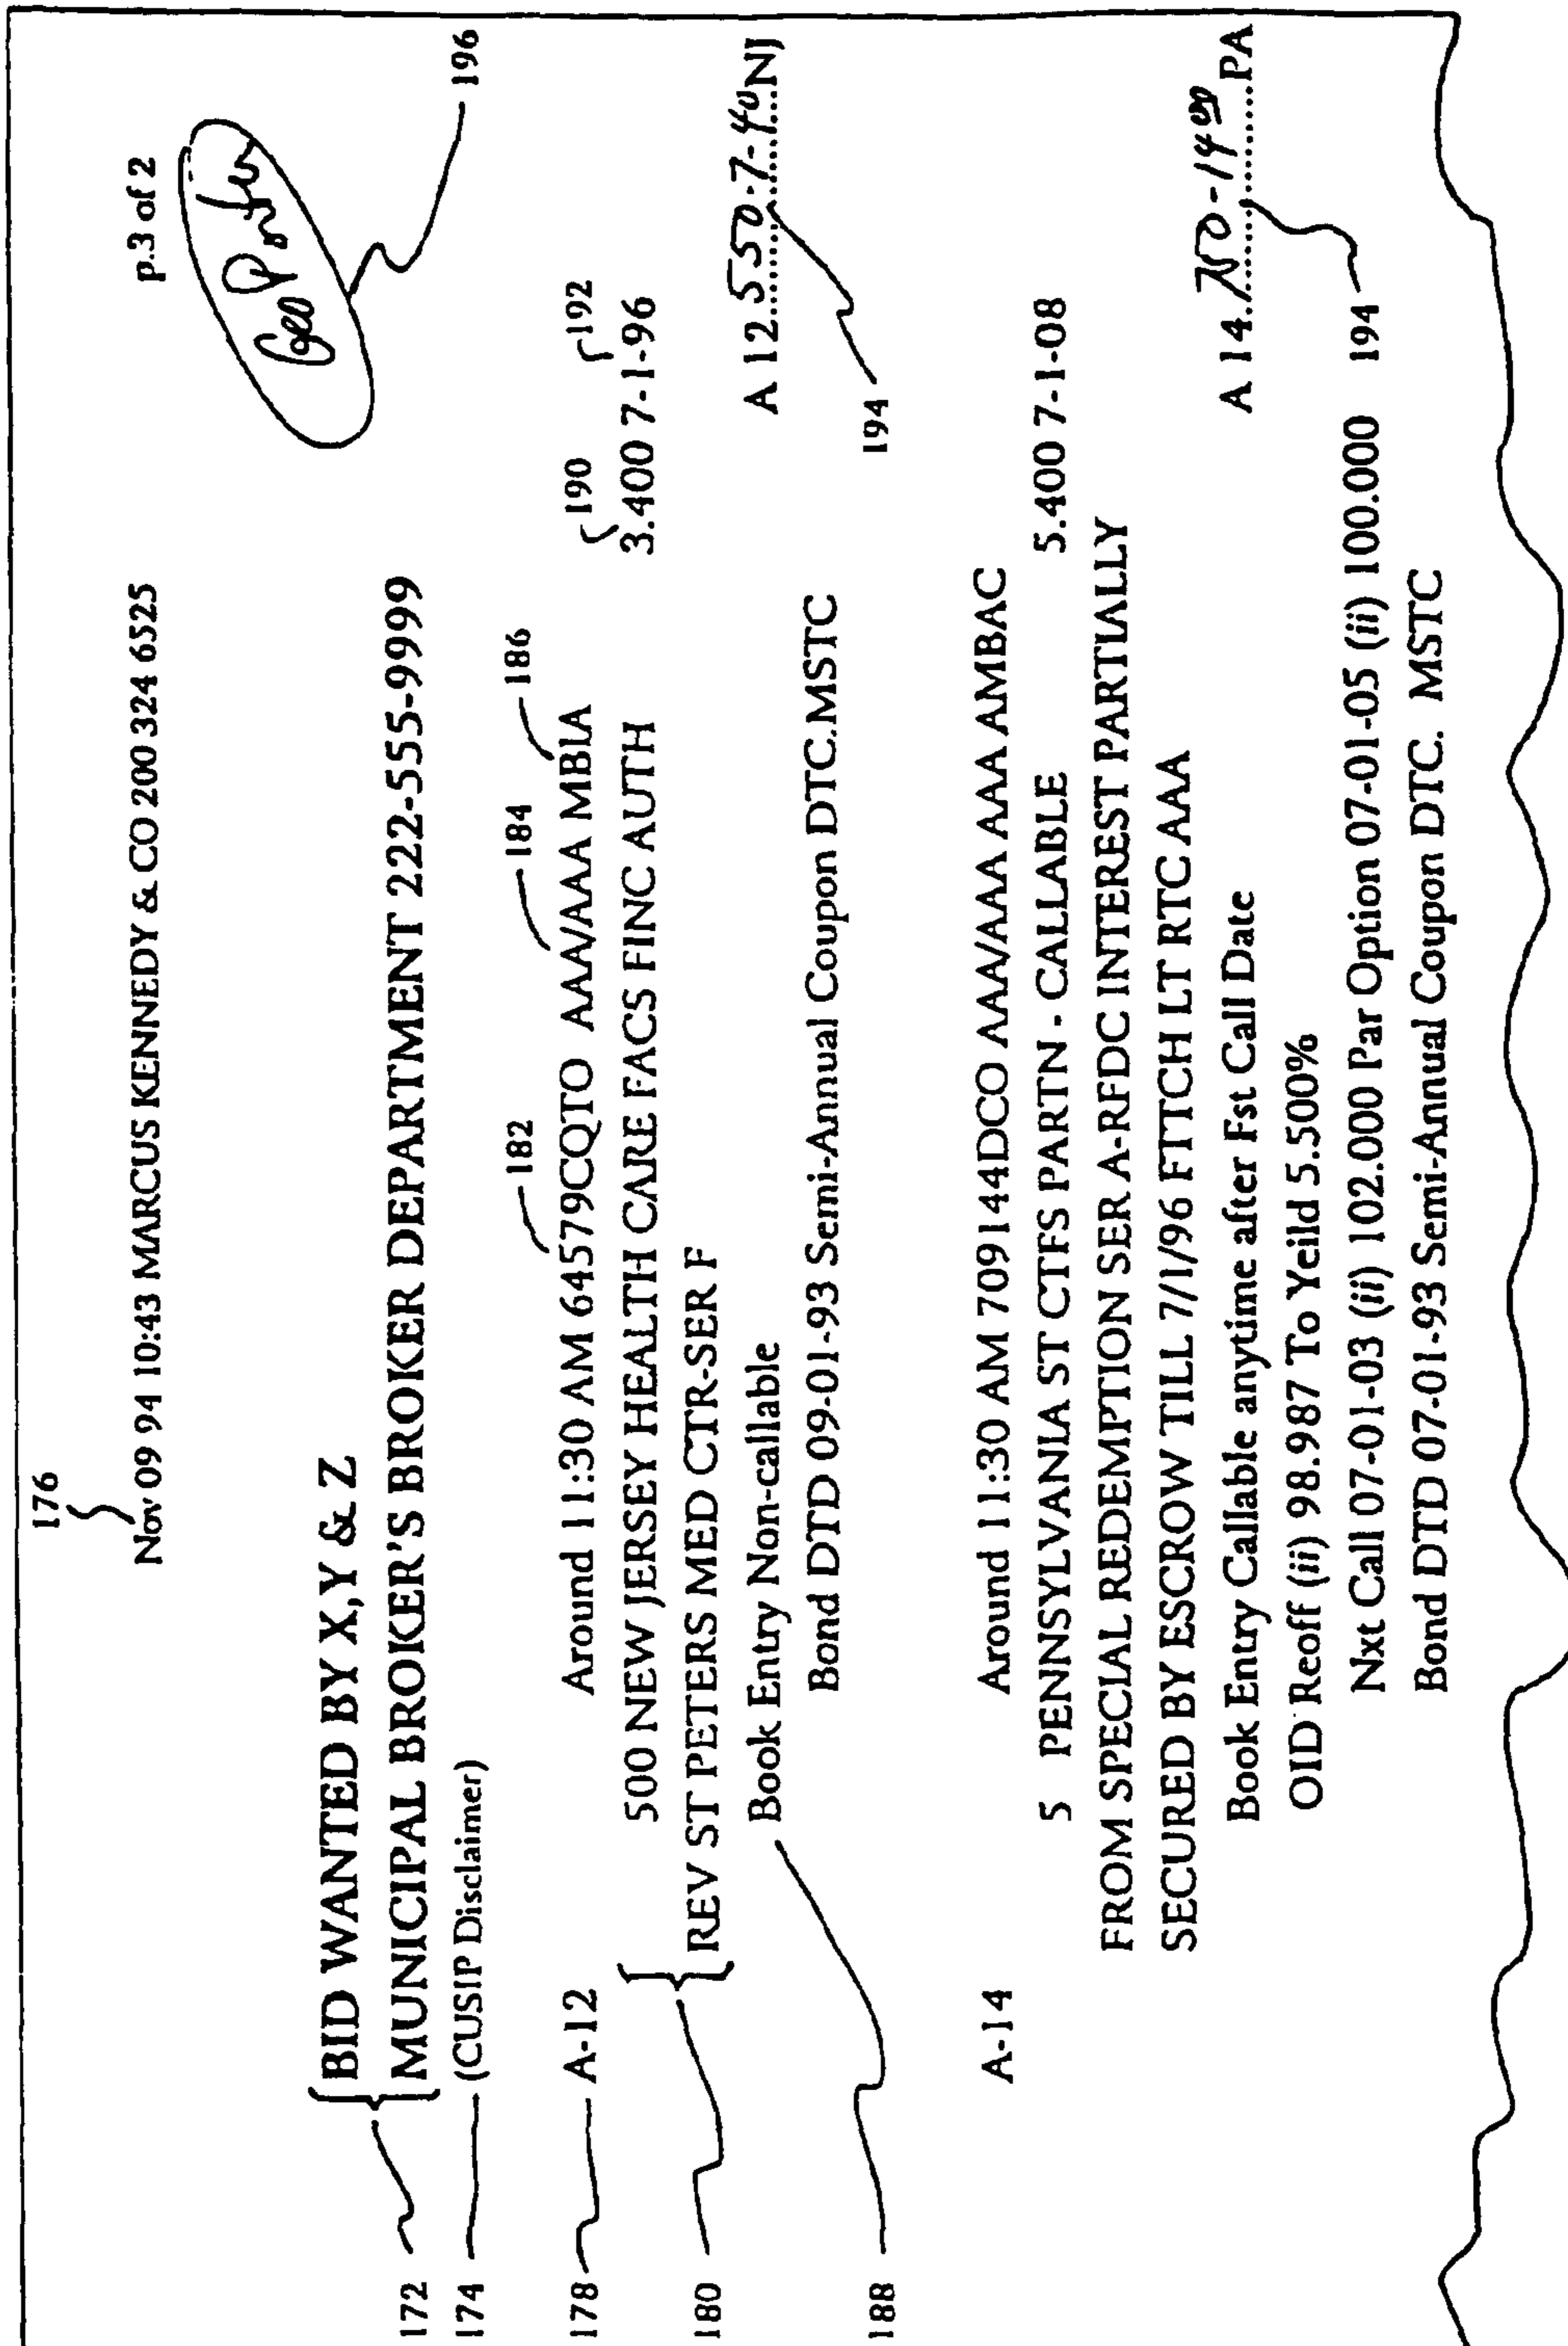 176
Nov 09 94 10:43 MARCUS KENNEDY & CO 200 324 6525 p.3 of 2
196
172 BID WANTED BY X,Y & Z
MUNICIPAL BROKER'S BROKER DEPARTMENT 222-555-9999
174 (CUSIP Disclaimer)
182 184 186 190 192
178 A-12 Around 11:30 AM 64579CQTO AAA/AAA MBIA
500 NEW JERSEY HEALTH CARE FACS FINC AUTH 3.400 7-1-96
180 REV ST PETERS MED CTR-SER F
Book Entry Non-callable A 12 550-7-40 NJ
Bond DTD 09-01-93 Semi-Annual Coupon DTC.MSTC
188 194
A-14 Around 11:30 AM 709144DCO AAA/AAA AAA AMBAC
5 PENNSYLVANIA ST CTFS PARTN - CALLABLE 5.400 7-1-08
FROM SPECIAL REDEMPTION SER A-RFDC INTEREST PARTIALLY
SECURED BY ESCROW TILL 7/1/96 FTTCH LT RTC AAA
Book Entry Callable anytime after Fst Call Date A 14 PA
OID Reoff (ii) 98.987 To Yeild 5.500%
Nxt Call 07-01-03 (ii) 102.000 Par Option 07-01-05 (ii) 100.000 194
Bond DTD 07-01-93 Semi-Annual Coupon DTC. MSTC